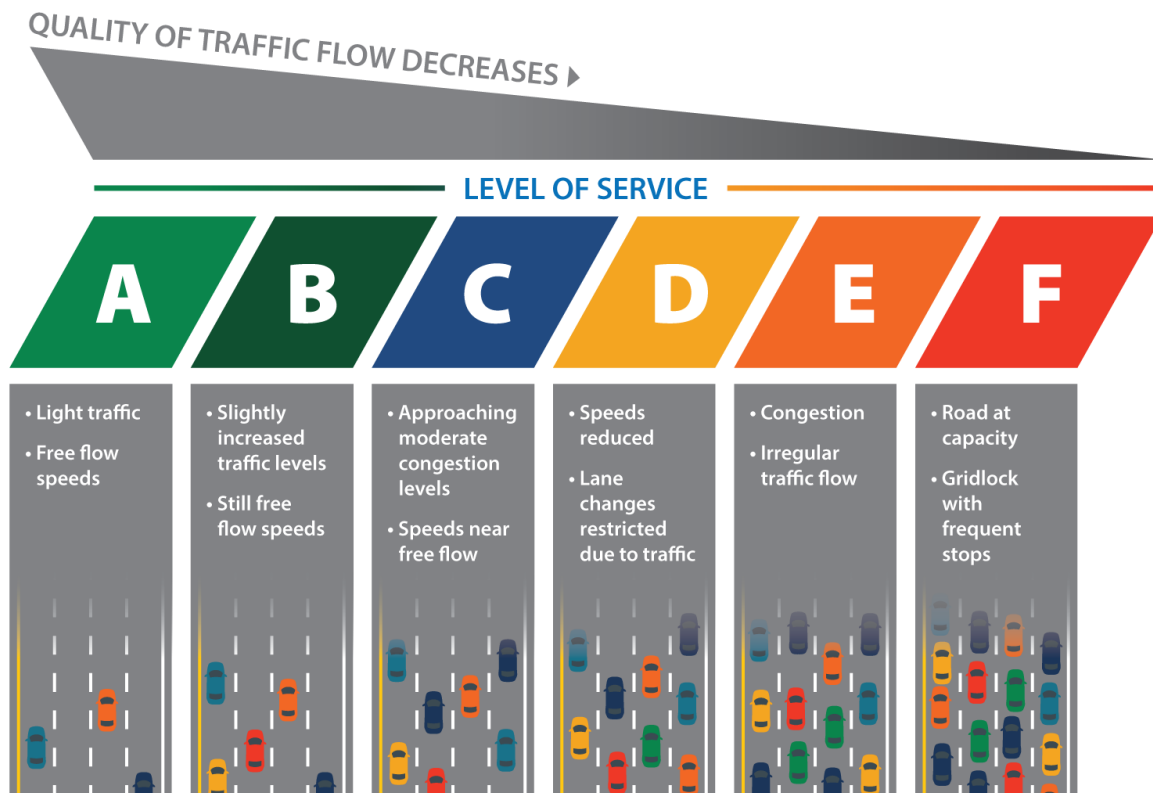 QUALITY OF TRAFFIC FLOW DECREASES
LEVEL OF SERVICE
A
B
C
D
E
F
• Light traffic
• Free flow
speeds
• Slightly
increased
traffic levels
• Still free
flow speeds
• Approaching
moderate
congestion
levels
• Speeds near
free flow
• Speeds
reduced
• Lane
changes
restricted
due to traffic
• Congestion
• Irregular
traffic flow
• Road at
capacity
• Gridlock
with
frequent
stops